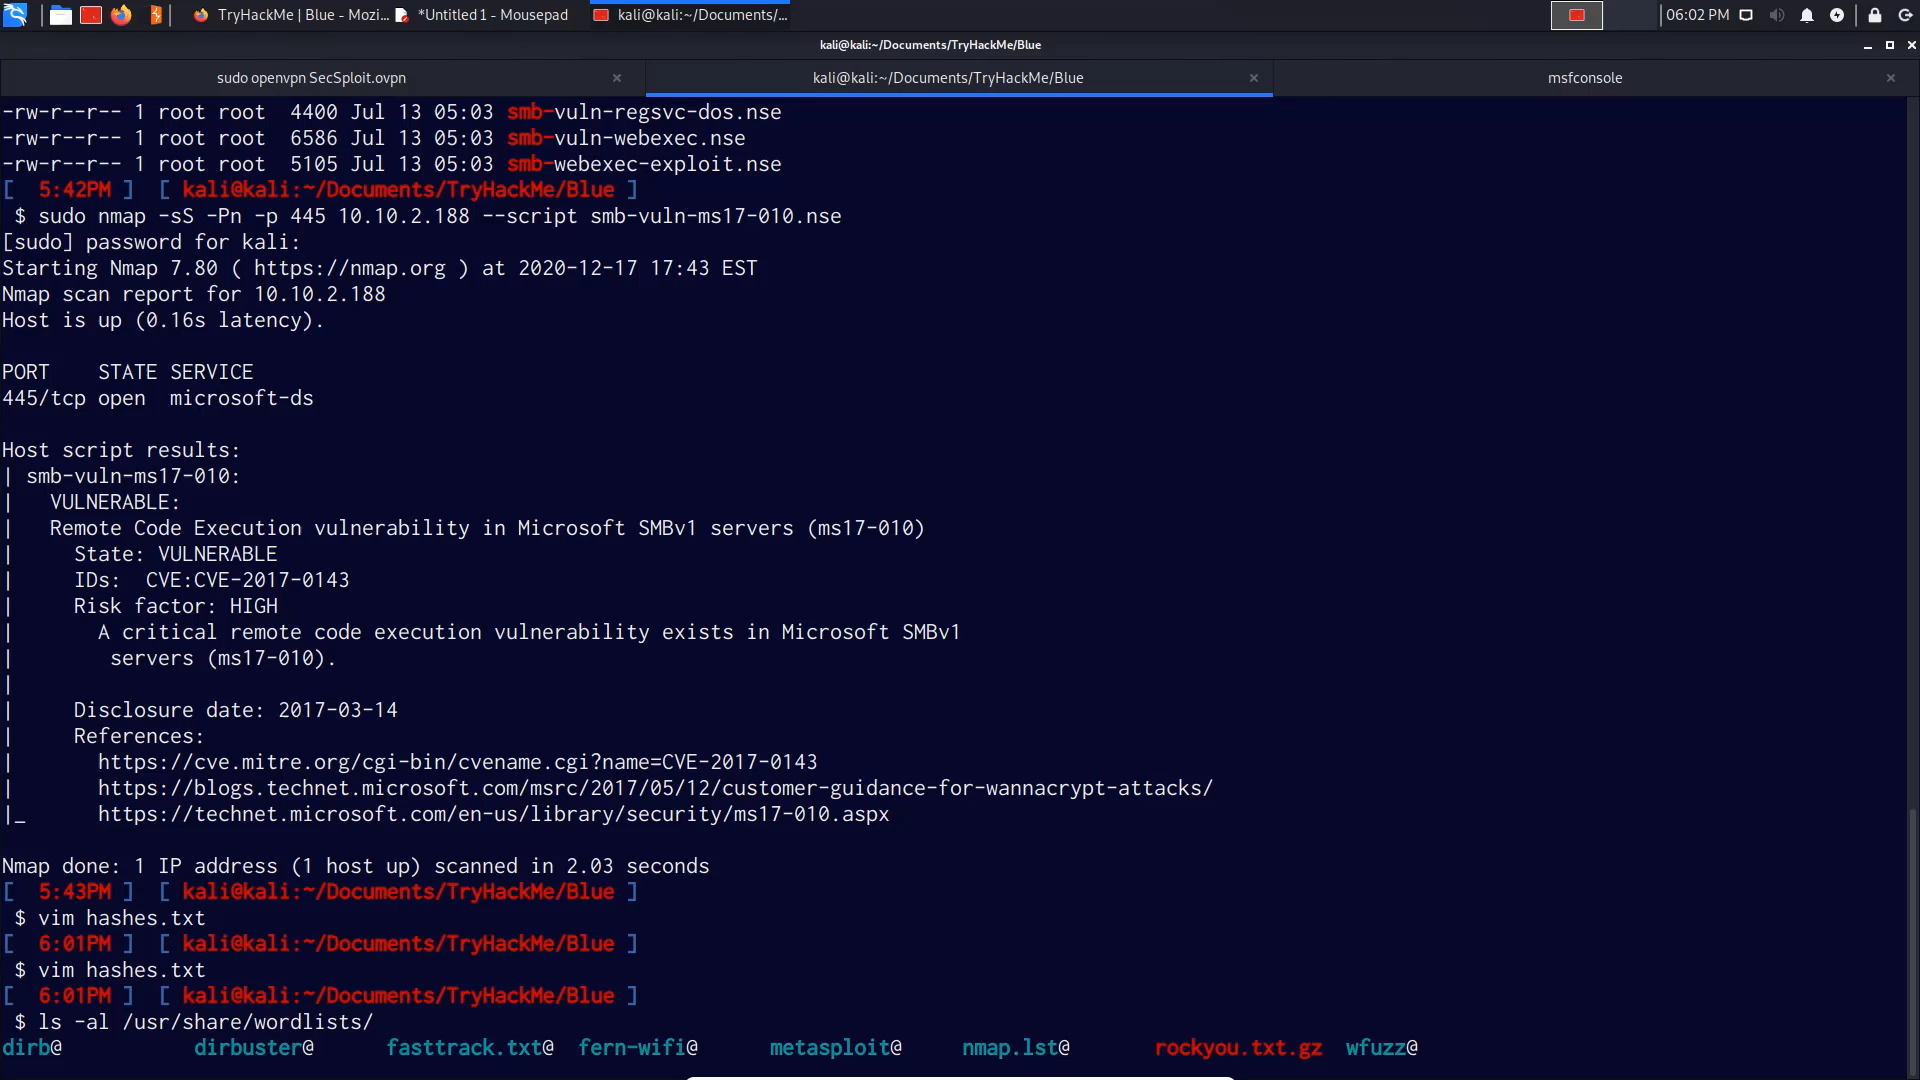 TryHackMe | Blue - Mozi... *Untitled 1 - Mousepad kali@kali:~/Documents/... 06:02 PM
kali@kali:~/Documents/TryHackMe/Blue
sudo openvpn SecSploit.ovpn kali@kali:~/Documents/TryHackMe/Blue msfconsole
-rw-r--r-- 1 root root  4400 Jul 13 05:03 smb-vuln-regsvc-dos.nse
-rw-r--r-- 1 root root  6586 Jul 13 05:03 smb-vuln-webexec.nse
-rw-r--r-- 1 root root  5105 Jul 13 05:03 smb-webexec-exploit.nse
[  5:42PM ]  [ kali@kali:~/Documents/TryHackMe/Blue ]
 $ sudo nmap -sS -Pn -p 445 10.10.2.188 --script smb-vuln-ms17-010.nse
[sudo] password for kali:
Starting Nmap 7.80 ( https://nmap.org ) at 2020-12-17 17:43 EST
Nmap scan report for 10.10.2.188
Host is up (0.16s latency).
PORT    STATE SERVICE
445/tcp open  microsoft-ds
Host script results:
| smb-vuln-ms17-010:
|   VULNERABLE:
|   Remote Code Execution vulnerability in Microsoft SMBv1 servers (ms17-010)
|     State: VULNERABLE
|     IDs:  CVE:CVE-2017-0143
|     Risk factor: HIGH
|       A critical remote code execution vulnerability exists in Microsoft SMBv1
|        servers (ms17-010).
|
|     Disclosure date: 2017-03-14
|     References:
|       https://cve.mitre.org/cgi-bin/cvename.cgi?name=CVE-2017-0143
|       https://blogs.technet.microsoft.com/msrc/2017/05/12/customer-guidance-for-wannacrypt-attacks/
|_      https://technet.microsoft.com/en-us/library/security/ms17-010.aspx
Nmap done: 1 IP address (1 host up) scanned in 2.03 seconds
[  5:43PM ]  [ kali@kali:~/Documents/TryHackMe/Blue ]
 $ vim hashes.txt
[  6:01PM ]  [ kali@kali:~/Documents/TryHackMe/Blue ]
 $ vim hashes.txt
[  6:01PM ]  [ kali@kali:~/Documents/TryHackMe/Blue ]
 $ ls -al /usr/share/wordlists/
dirb@           dirbuster@      fasttrack.txt@  fern-wifi@      metasploit@     nmap.lst@       rockyou.txt.gz  wfuzz@